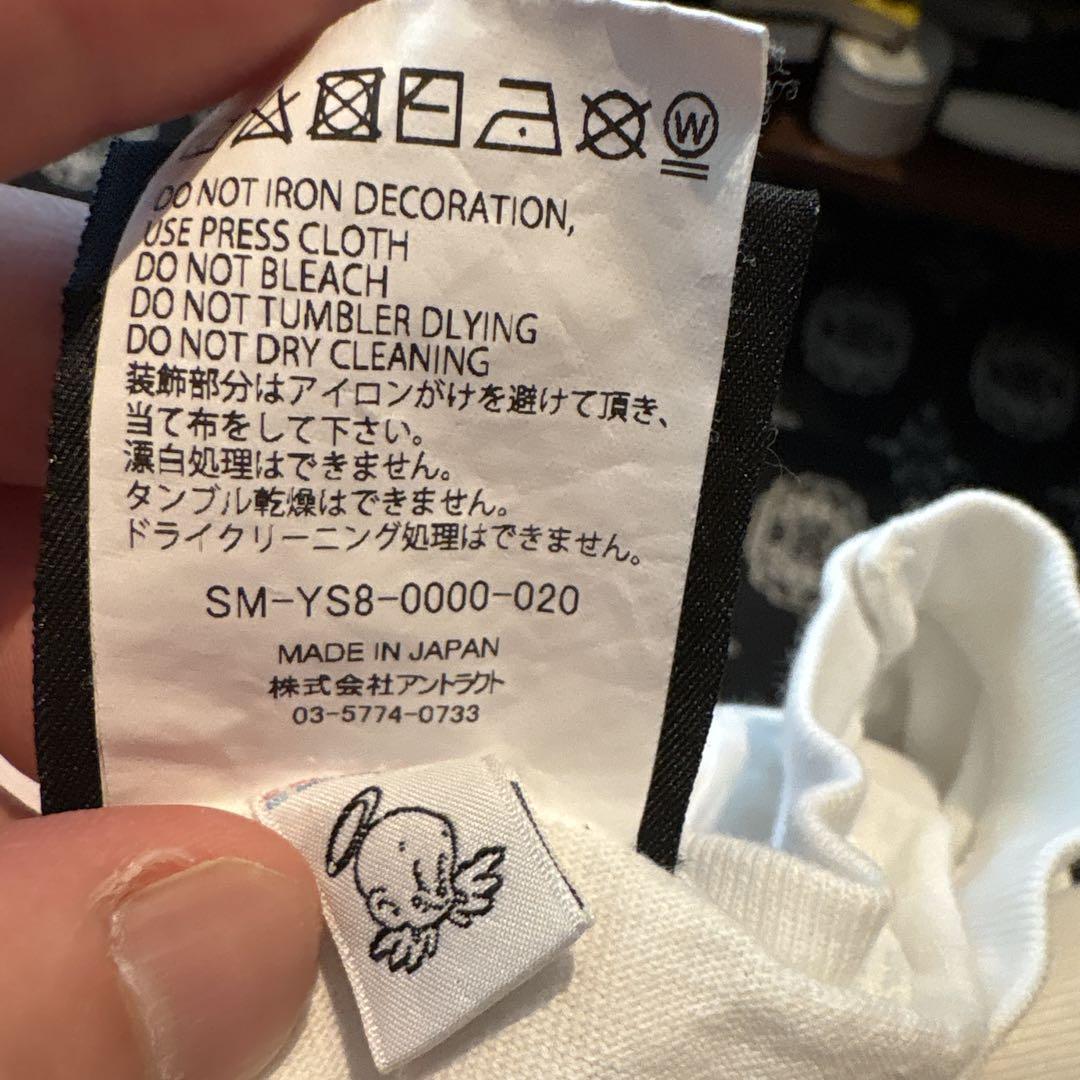 W
DO NOT IRON DECORATION,
USE PRESS CLOTH
DO NOT BLEACH
DO NOT TUMBLER DLYING
DO NOT DRY CLEANING
装飾部分はアイロンがけを避けて頂き、
当て布をして下さい。
漂白処理はできません。
タンブル乾燥はできません。
ドライクリーニング処理はできません。
SM-YS8-0000-020
MADE IN JAPAN
株式会社アントラクト
03-5774-0733